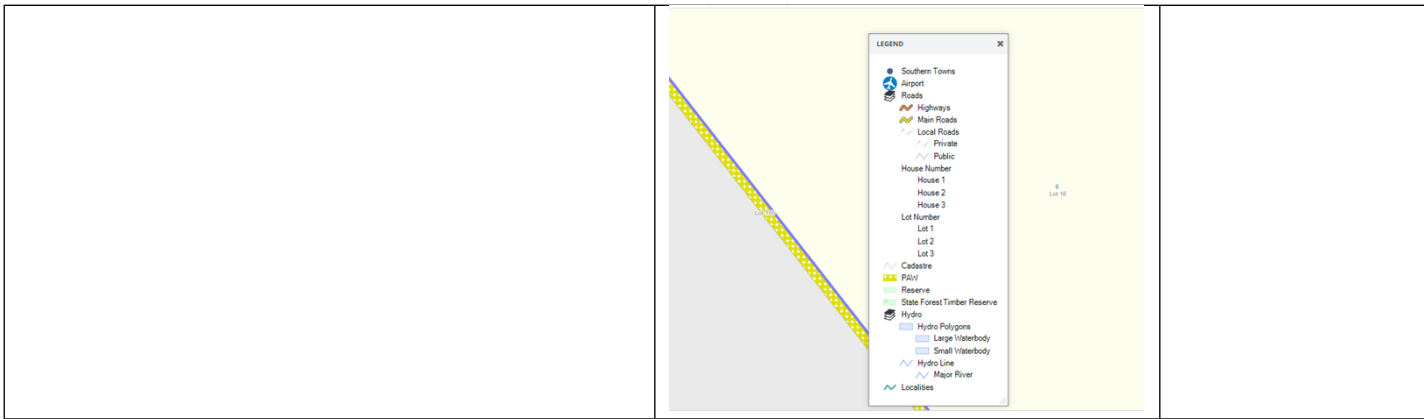 LEGEND
Southern Towns
Airport
Roads
Highways
Main Roads
Local Roads
Private
Public
House Number
House 1
House 2
House 3
Lot Number
Lot 1
Lot 2
Lot 3
Cadastre
PAW
Reserve
State Forest Timber Reserve
Hydro
Hydro Polygons
Large Waterbody
Small Waterbody
Hydro Line
Major River
Localities
Lot 16